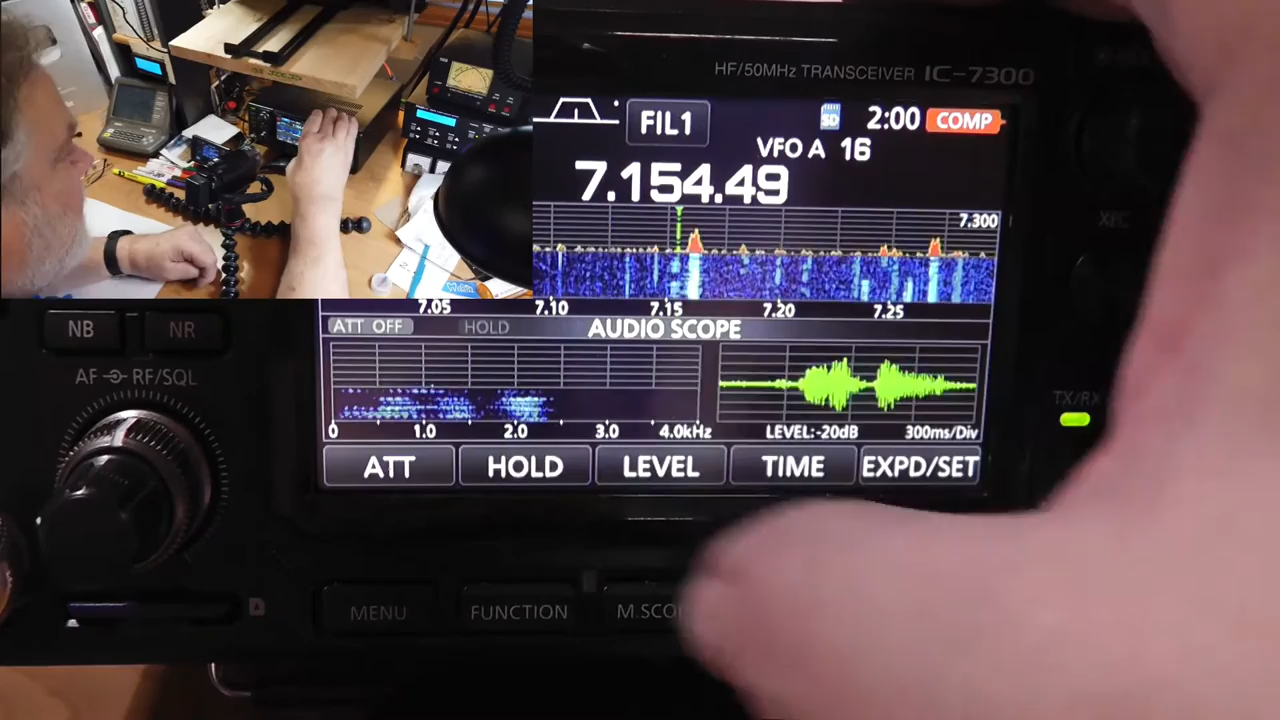 HF/50MHz TRANSCEIVER IC-7300
FIL1
SD
2:00
COMP
VFO A 16
7.154.49
7.300
7.05 7.10 7.15 7.20 7.25
ATT OFF HOLD AUDIO SCOPE
NB NR
AF RF/SQL
0 1.0 2.0 3.0 4.0kHz
LEVEL:-20dB 300ms/Div
TX/RX
ATT HOLD LEVEL TIME EXPD/SET
MENU FUNCTION M.SCO